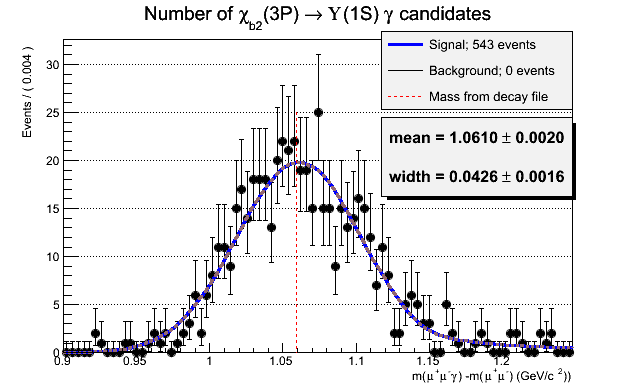 Number of χb2(3P) → Υ(1S) γ candidates
Events / ( 0.004 )
30
25
20
15
10
5
0
Signal; 543 events
Background; 0 events
Mass from decay file
mean = 1.0610 ± 0.0020
width = 0.0426 ± 0.0016
0.9 0.95 1 1.05 1.1 1.15 1.2
m(μ⁺μ⁻γ) -m(μ⁺μ⁻) (GeV/c²))